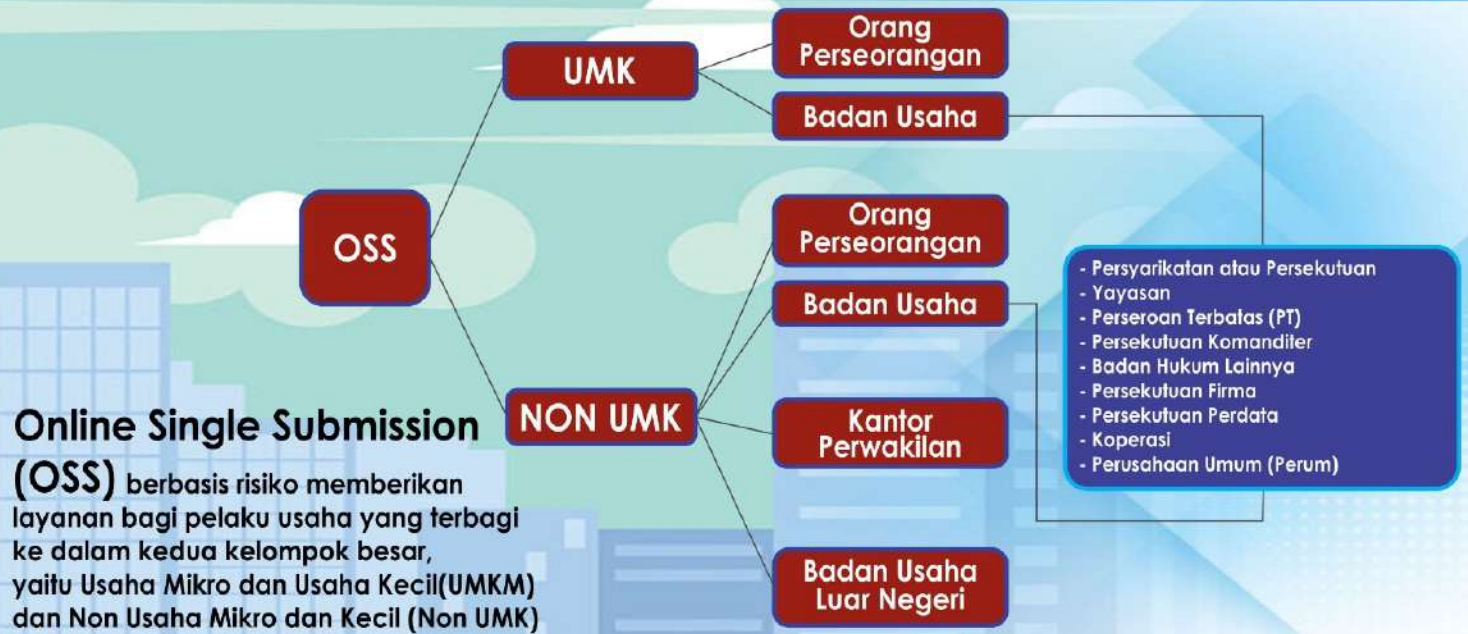 OSS
UMK
Orang
Perseorangan
Badan Usaha
NON UMK
Orang
Perseorangan
Badan Usaha
Kantor
Perwakilan
Badan Usaha
Luar Negeri
- Persyarikatan atau Persekutuan
- Yayasan
- Perseroan Terbatas (PT)
- Persekutuan Komanditer
- Badan Hukum Lainnya
- Persekutuan Firma
- Persekutuan Perdata
- Koperasi
- Perusahaan Umum (Perum)
Online Single Submission
(OSS) berbasis risiko memberikan
layanan bagi pelaku usaha yang terbagi
ke dalam kedua kelompok besar,
yaitu Usaha Mikro dan Usaha Kecil(UMKM)
dan Non Usaha Mikro dan Kecil (Non UMK)